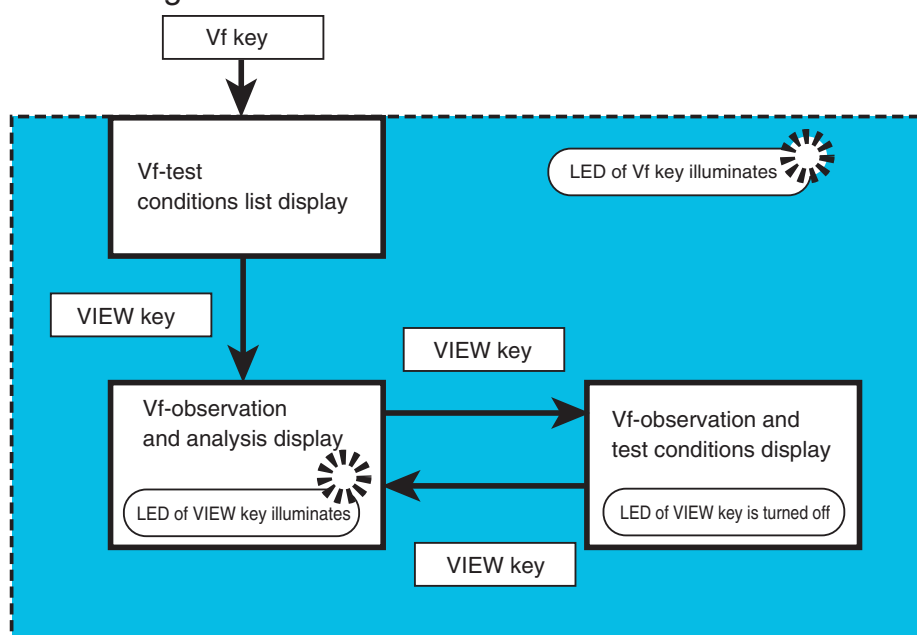 Vf key
Vf-test
conditions list display
LED of Vf key illuminates
VIEW key
VIEW key
Vf-observation
and analysis display
LED of VIEW key illuminates
Vf-observation and
test conditions display
LED of VIEW key is turned off
VIEW key